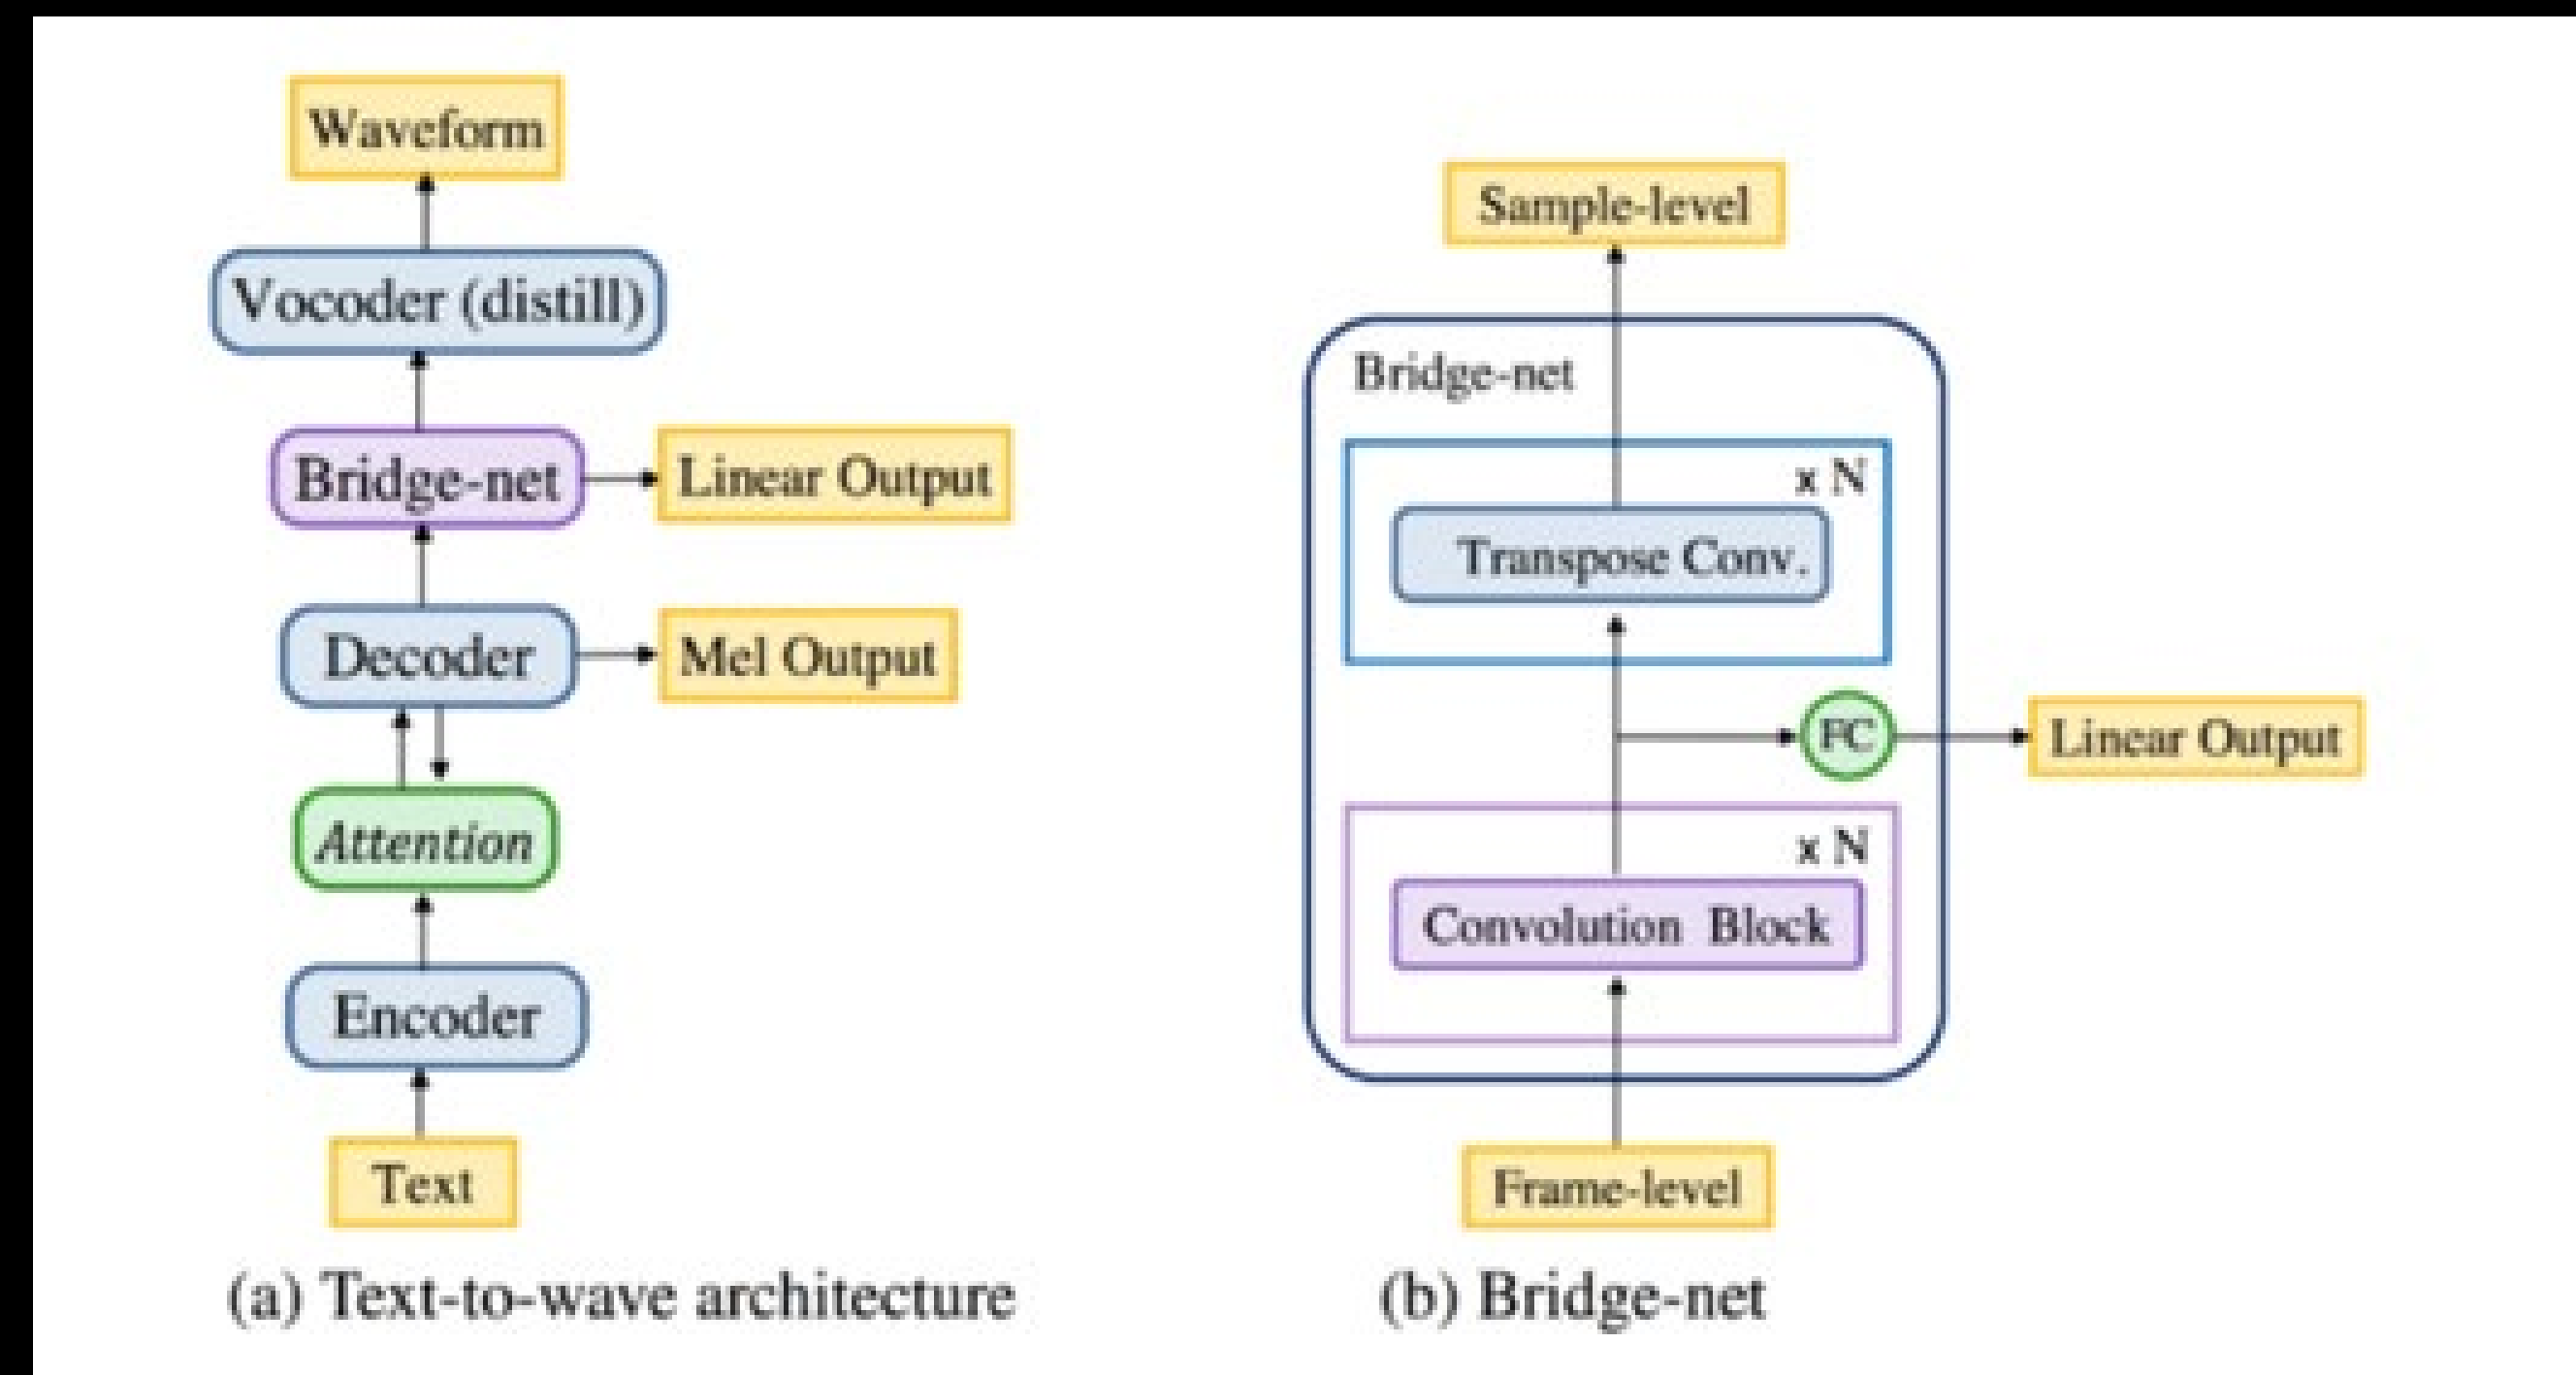 Waveform
Vocoder (distill)
Bridge-net
Linear Output
Decoder
Mel Output
Attention
Encoder
Text
(a) Text-to-wave architecture
Sample-level
Bridge-net
x N
Transpose Conv.
FC
Linear Output
x N
Convolution Block
Frame-level
(b) Bridge-net